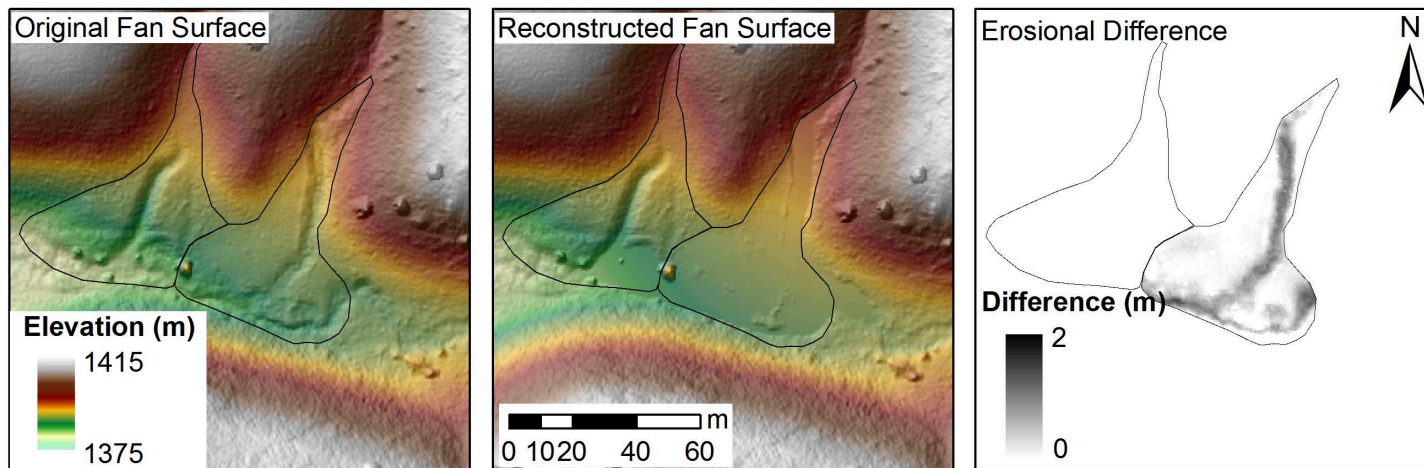 Original Fan Surface
Elevation (m)
1415
1375
Reconstructed Fan Surface
m
0 10 20 40 60
Erosional Difference
N
Difference (m)
2
0